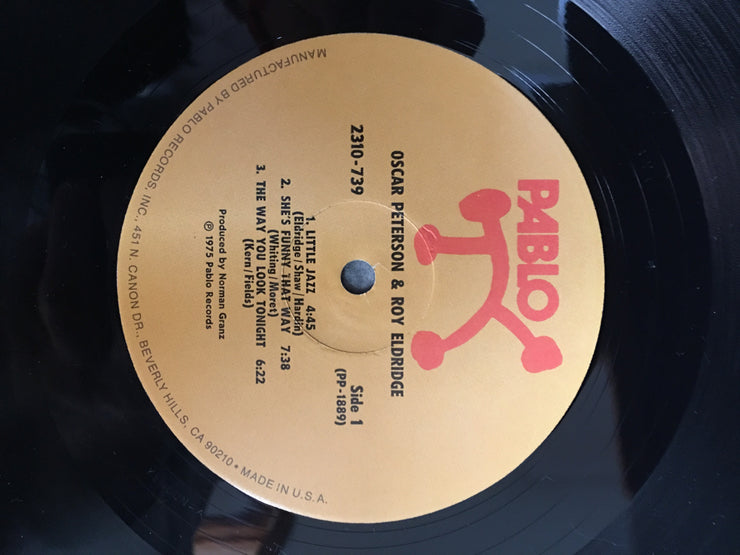 PABLO
OSCAR PETERSON & ROY ELDRIDGE
2310-739
Side 1
(PP-1889)
1. LITTLE JAZZ 4:45
(Eldridge/Shaw/Hardin)
2. SHE'S FUNNY THAT WAY 7:38
(Whiting/Moret)
3. THE WAY YOU LOOK TONIGHT 6:22
(Kern/Fields)
Produced by Norman Granz
℗ 1975 Pablo Records
MANUFACTURED BY PABLO RECORDS, INC., 451 N. CANON DR., BEVERLY HILLS, CA 90210 • MADE IN U.S.A.